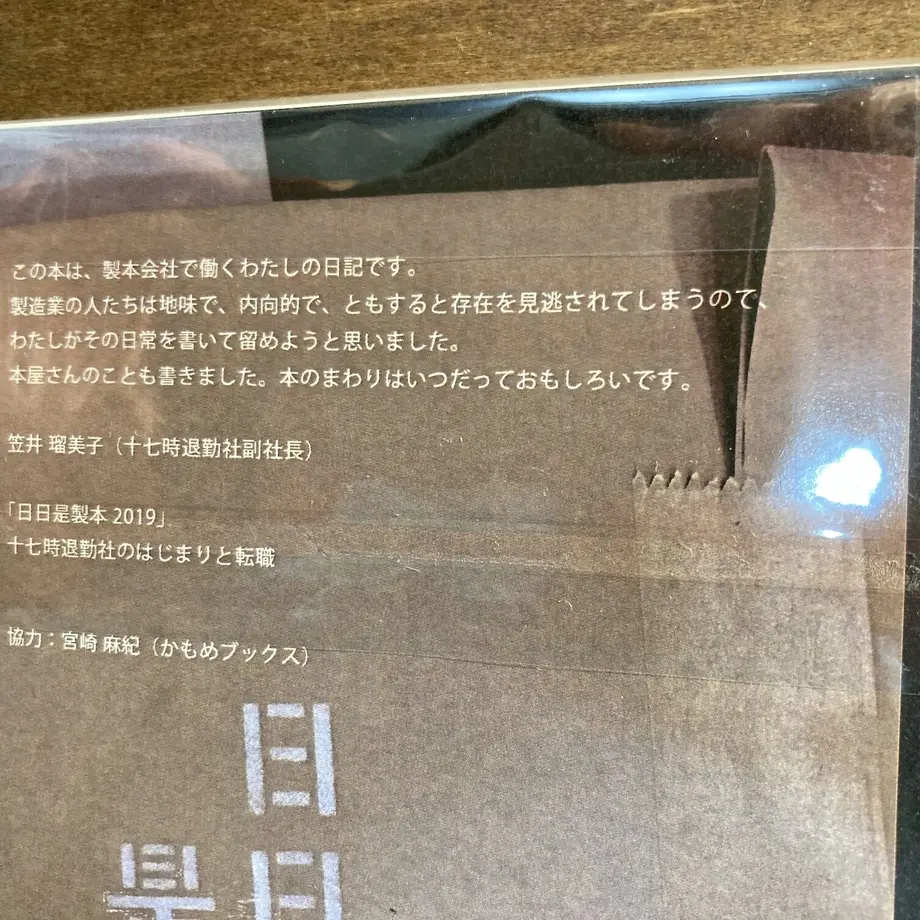 この本は、製本会社で働くわたしの日記です。
製造業の人たちは地味で、内向的で、ともすると存在を見逃されてしまうので、
わたしがその日常を書いて留めようと思いました。
本屋さんのことも書きました。本のまわりはいつだっておもしろいです。
笠井 瑠美子（十七時退勤社副社長）
「日日是製本 2019」
十七時退勤社のはじまりと転職
協力：宮崎 麻紀（かもめブックス）
日
日
是